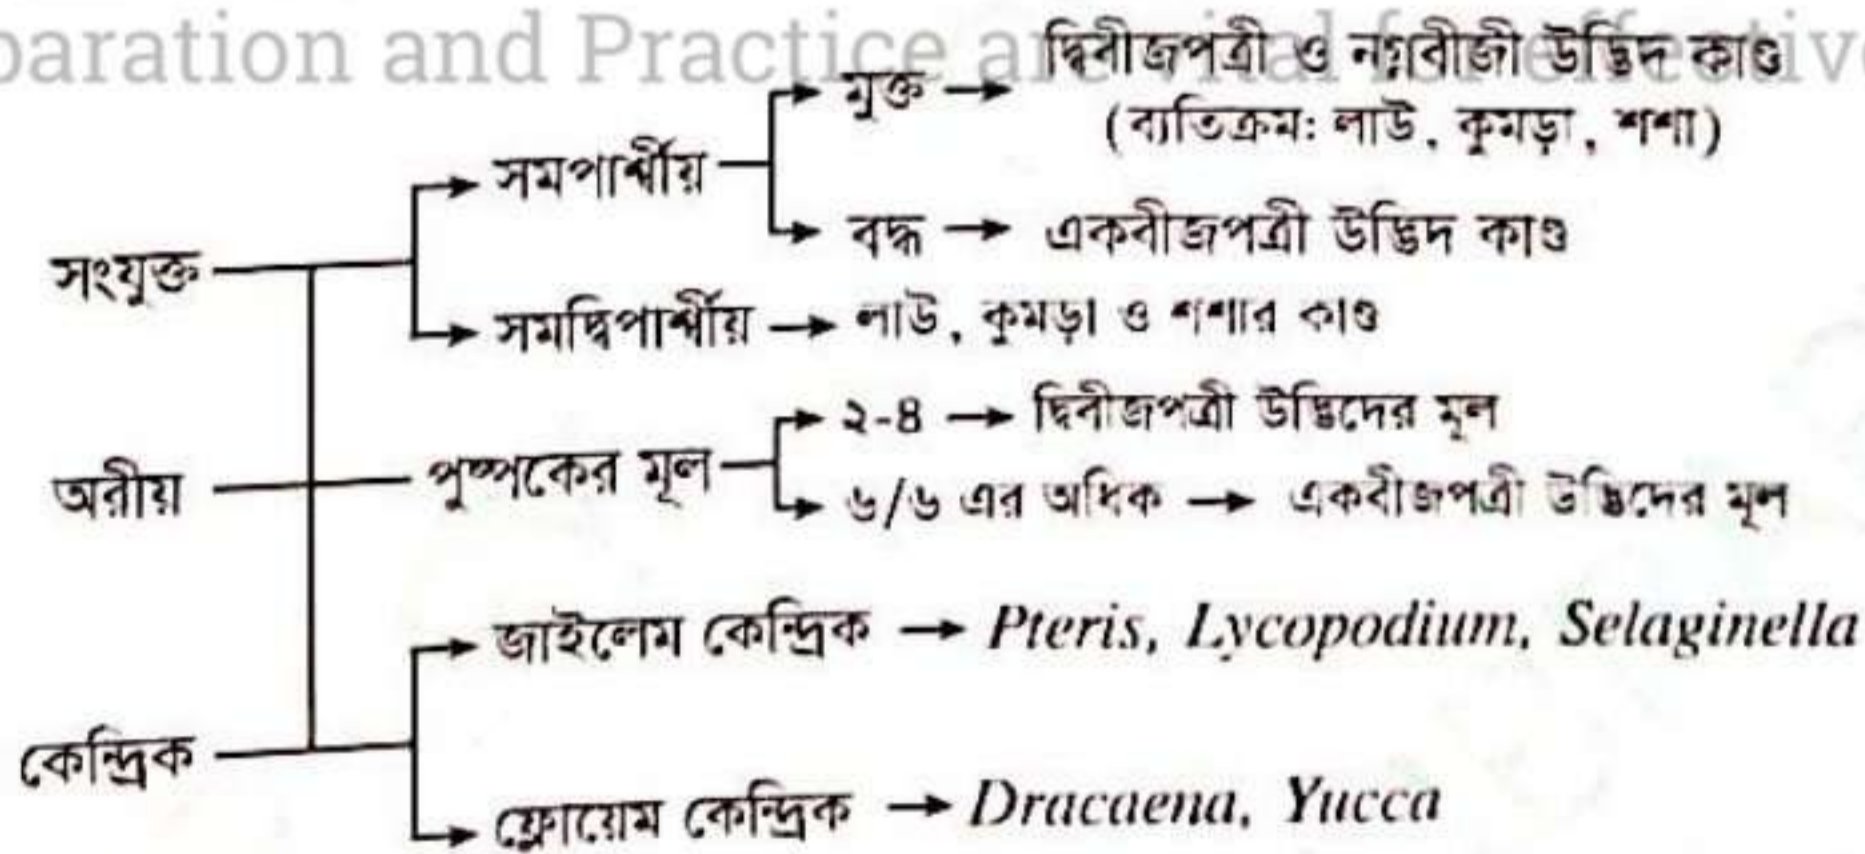 paration and Practice a
মুক্ত → দ্বিবীজপত্রী ও নগ্নবীজী উদ্ভিদ কাণ্ড
(ব্যতিক্রম: লাউ, কুমড়া, শশা)
সমপার্শ্বীয়
বদ্ধ → একবীজপত্রী উদ্ভিদ কাণ্ড
সংযুক্ত
সমদ্বিপার্শ্বীয় → লাউ, কুমড়া ও শশার কাণ্ড
২-৪ → দ্বিবীজপত্রী উদ্ভিদের মূল
অরীয়
পুষ্পকের মূল
৬/৬ এর অধিক → একবীজপত্রী উদ্ভিদের মূল
জাইলেম কেন্দ্রিক → Pteris, Lycopodium, Selaginella
কেন্দ্রিক
ফ্লোয়েম কেন্দ্রিক → Dracaena, Yucca